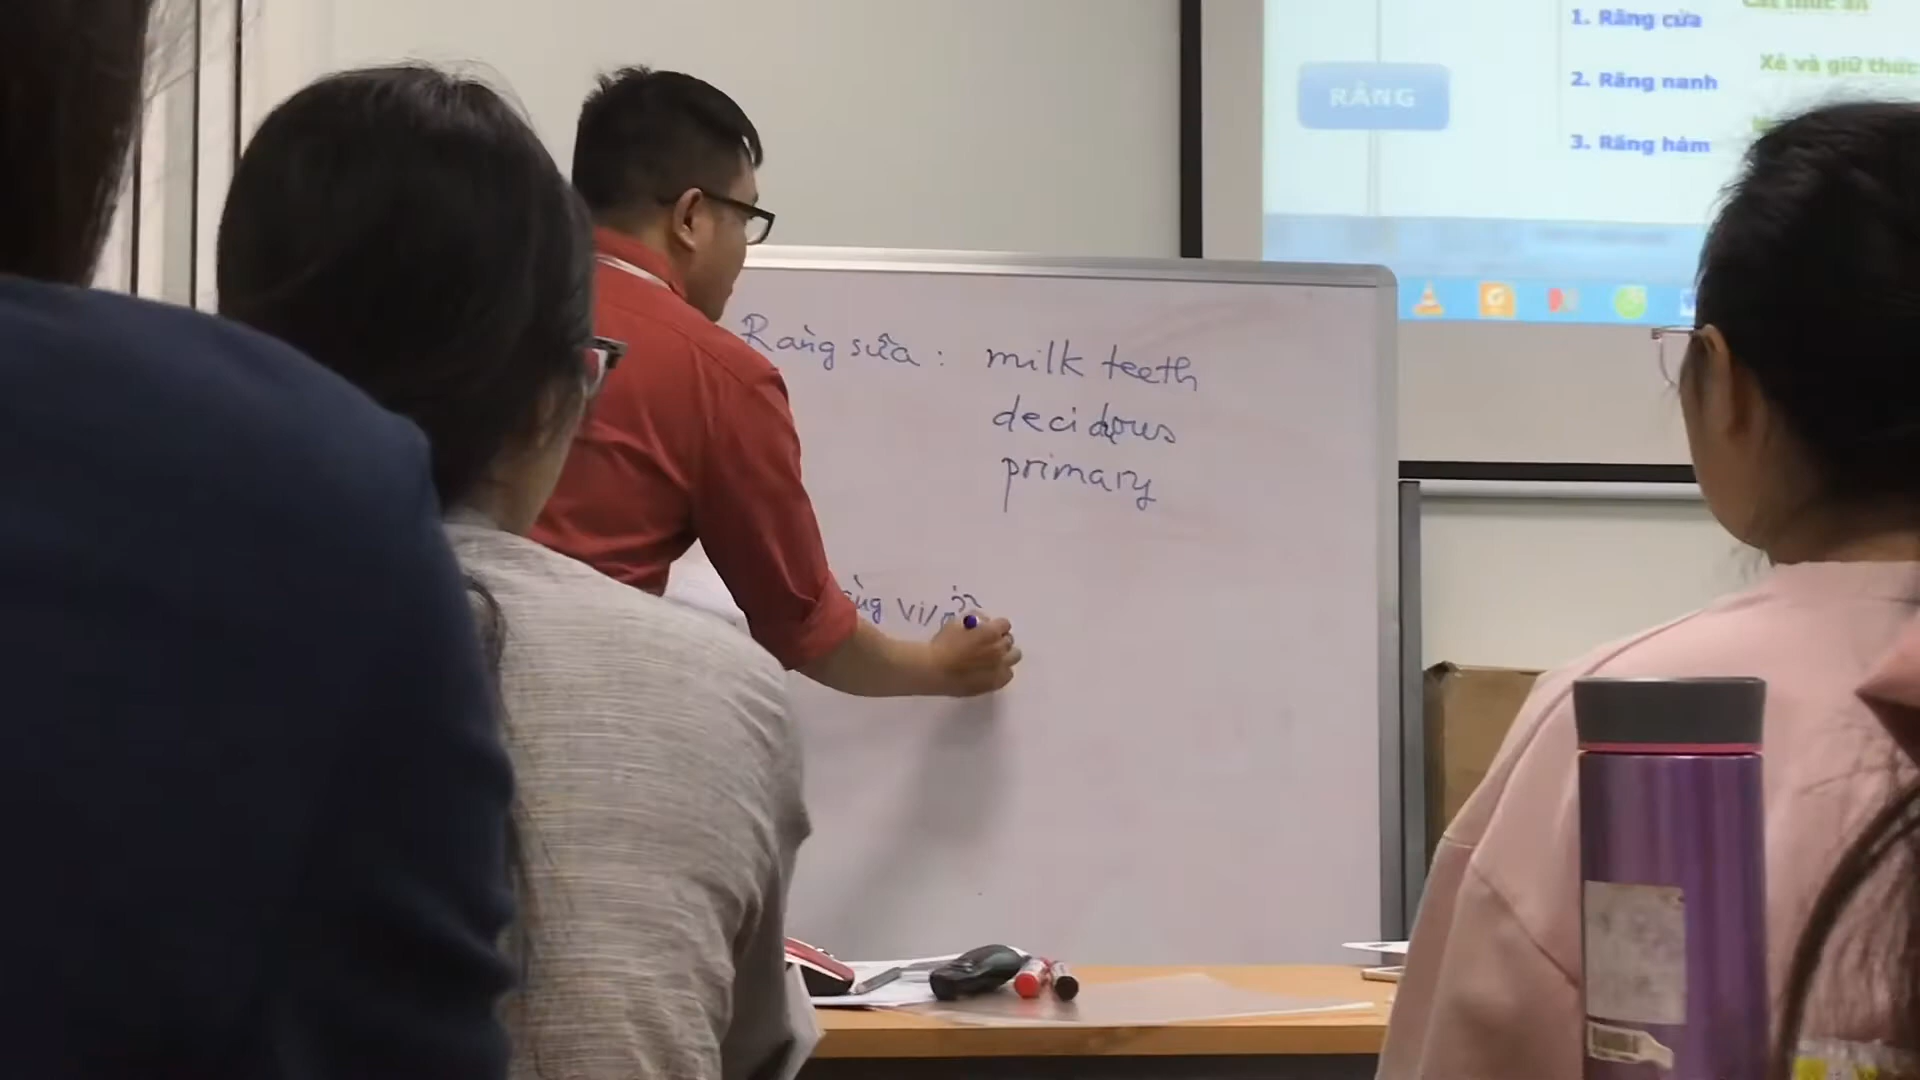 1. Răng cửa
Xé và giữ thức
RĂNG
2. Răng nanh
3. Răng hàm
Răng sữa : milk teeth
deciduous
primary